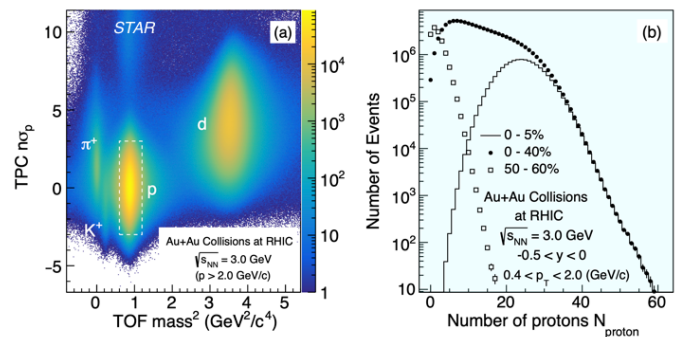 STAR
(a)
TPC nσp
10
5
0
−5
π+
K+
p
d
Au+Au Collisions at RHIC
√sNN = 3.0 GeV
(p > 2.0 GeV/c)
0 1 2 3 4 5
TOF mass2 (GeV2/c4)
10^4
10^3
10^2
10
1
(b)
Number of Events
10^6
10^5
10^4
10^3
10^2
10
0 - 5%
0 - 40%
50 - 60%
Au+Au Collisions
at RHIC
√sNN = 3.0 GeV
-0.5 < y < 0
0.4 < pT < 2.0 (GeV/c)
0 20 40 60
Number of protons Nproton